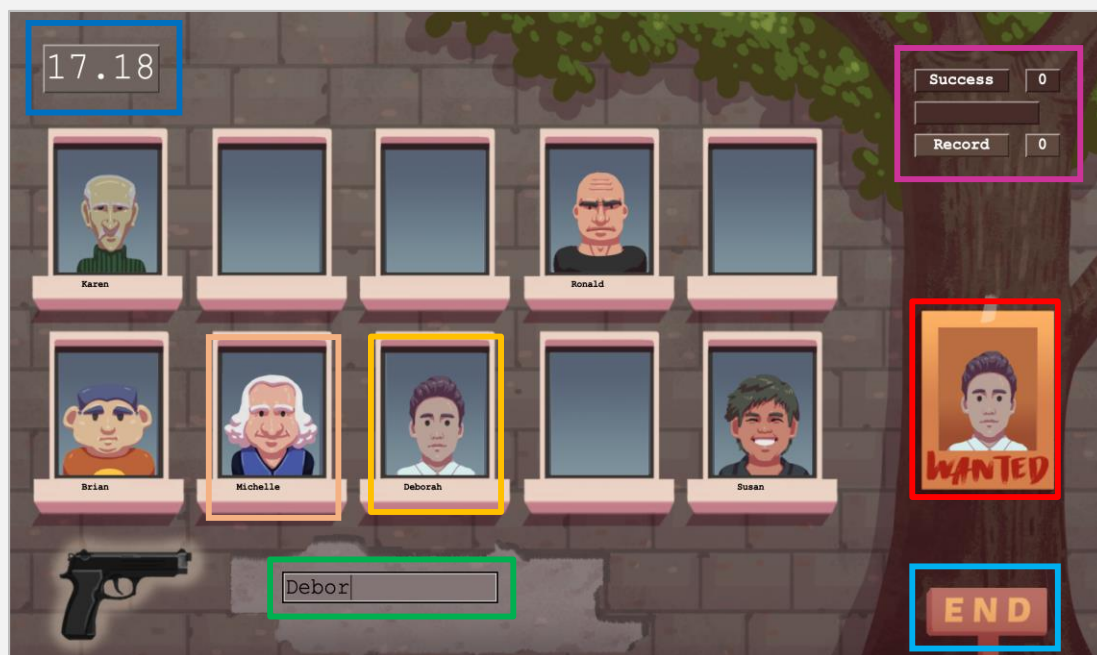 17.18
Success 0
Record 0
Karen
Ronald
Brian
Michelle
Deborah
Susan
WANTED
Debor
END